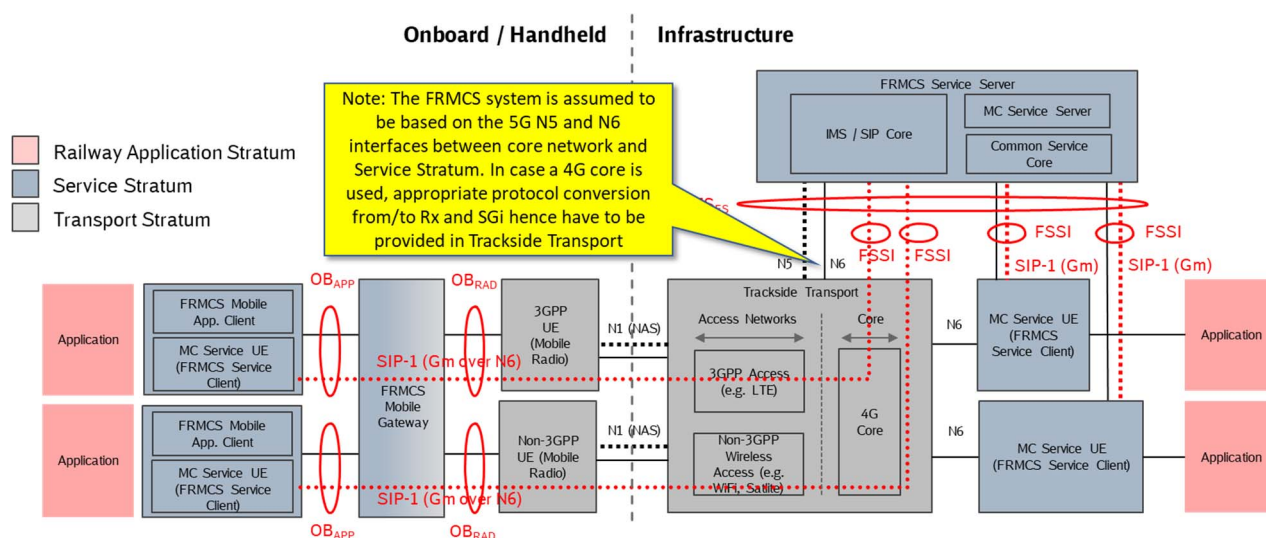 Onboard / Handheld
Infrastructure
Railway Application Stratum
Service Stratum
Transport Stratum
Note: The FRMCS system is assumed to
be based on the 5G N5 and N6
interfaces between core network and
Service Stratum. In case a 4G core is
used, appropriate protocol conversion
from/to Rx and SGi hence have to be
provided in Trackside Transport
FRMCS Service Server
IMS / SIP Core
MC Service Server
Common Service
Core
FS
FSSI
FSSI
FSSI
FSSI
N5
N6
SIP-1 (Gm)
SIP-1 (Gm)
OBAPP
OBRAD
Application
FRMCS Mobile
App. Client
MC Service UE
(FRMCS Service
Client)
SIP-1 (Gm over N6)
FRMCS
Mobile
Gateway
3GPP
UE
(Mobile
Radio)
N1 (NAS)
Trackside Transport
Access Networks
Core
3GPP Access
(e.g. LTE)
4G
Core
Non-3GPP
Wireless
Access (e.g.
WiFi, Satlite)
N6
MC Service UE
(FRMCS
Service Client)
Application
Application
FRMCS Mobile
App. Client
MC Service UE
(FRMCS Service
Client)
SIP-1 (Gm over N6)
OBAPP
OBRAD
Non-3GPP
UE (Mobile
Radio)
N1 (NAS)
N6
MC Service UE
(FRMCS Service Client)
Application